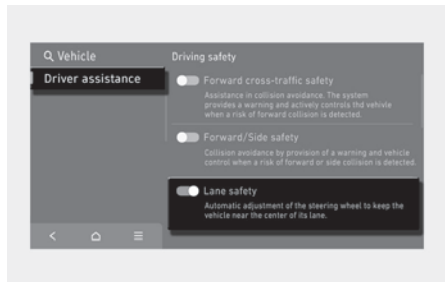 Vehicle
Driving safety
Driver assistance
Forward cross-traffic safety
Assistance in collision avoidance. The system
provides a warning and actively controls thd vehivle
when a risk of forward collision is detected.
Forward/Side safety
Collision avoidance by provision of a warning and vehicle
control when a risk of forward or side collision is detected.
Lane safety
Automatic adjustment of the steering wheel to keep the
vehicle near the center of its lane.